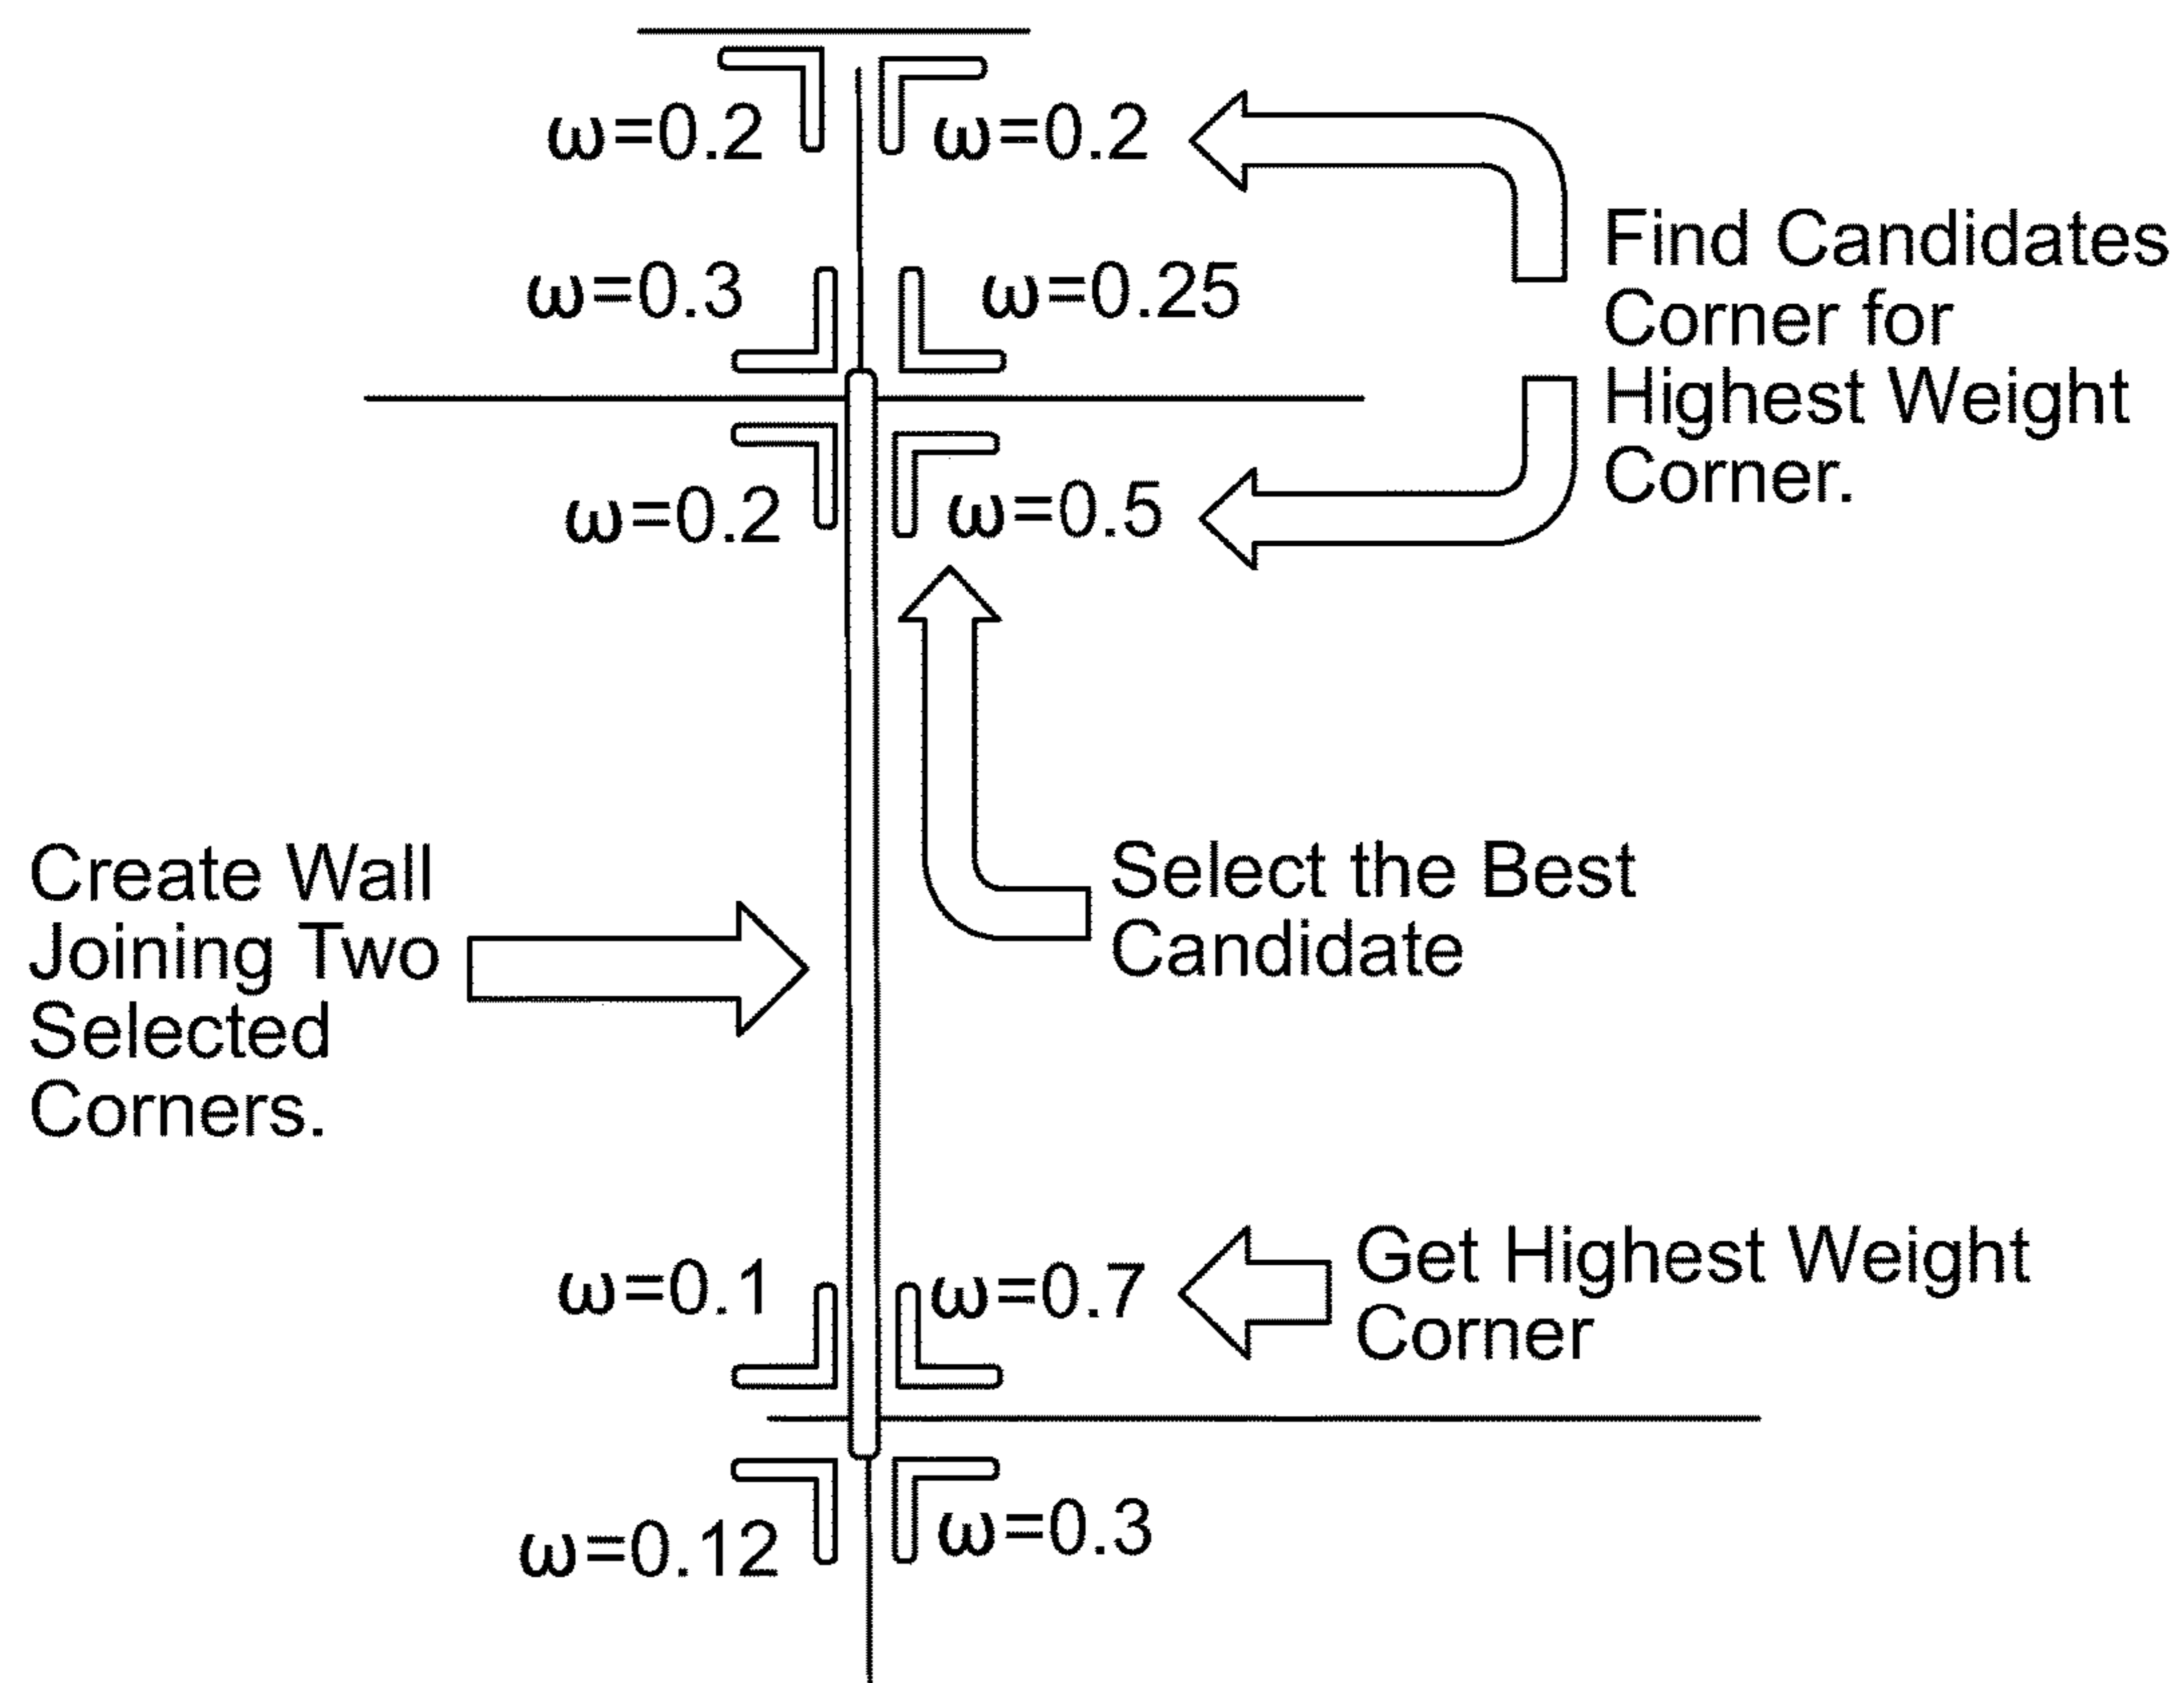 ω=0.2
ω=0.2
ω=0.3
ω=0.25
Find Candidates
Corner for
Highest Weight
Corner.
ω=0.2
ω=0.5
Create Wall
Joining Two
Selected
Corners.
Select the Best
Candidate
ω=0.1
ω=0.7
Get Highest Weight
Corner
ω=0.12
ω=0.3